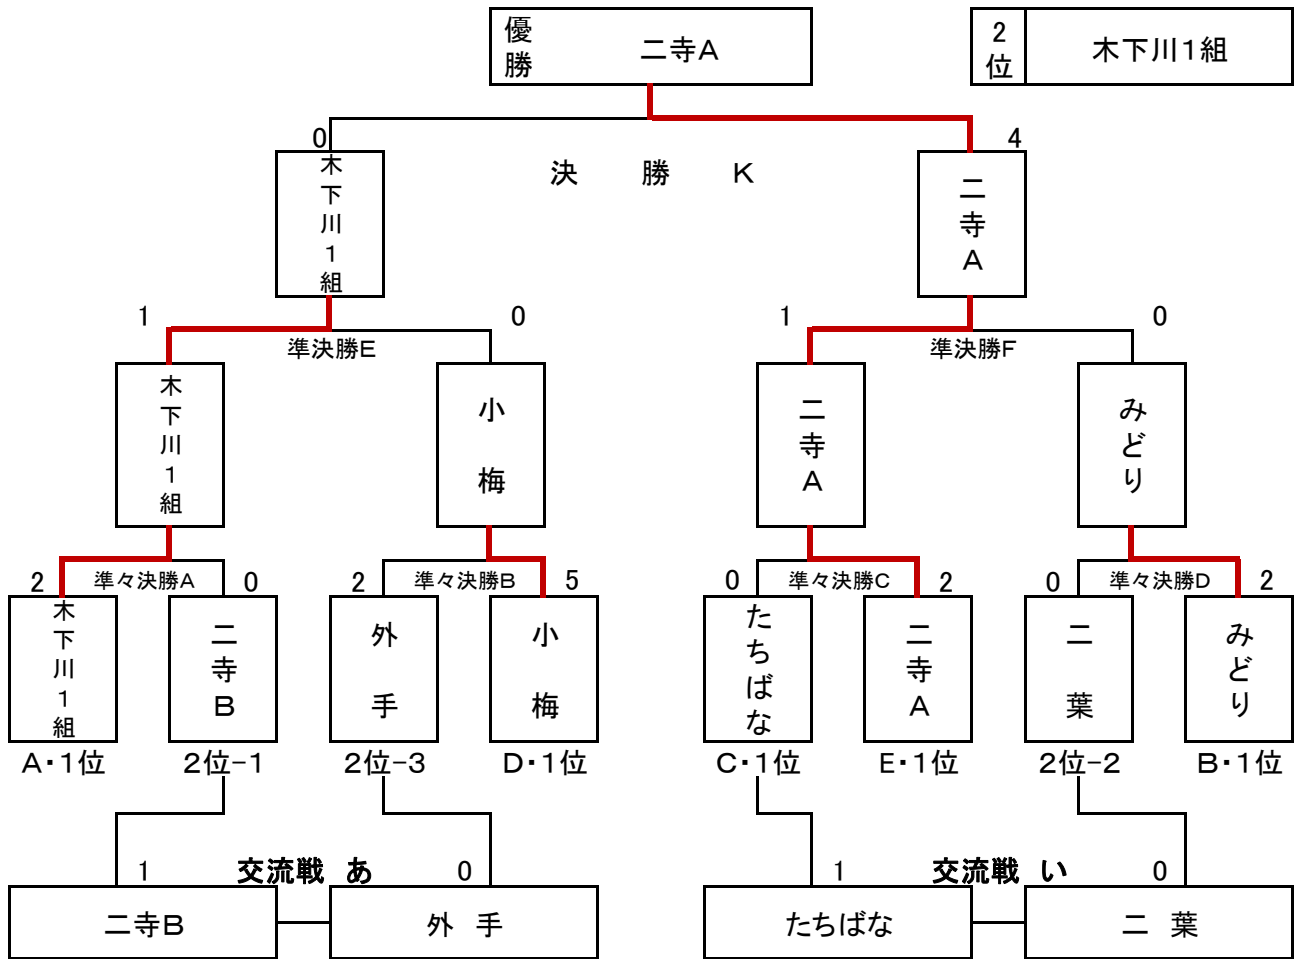 優勝 二寺A
2位 木下川1組
0
4
木下川1組
決 勝 K
二寺A
1
0
1
0
準決勝E
準決勝F
木下川1組
小梅
二寺A
みどり
2
準々決勝A
0
2
準々決勝B
5
0
準々決勝C
2
0
準々決勝D
2
木下川1組
二寺B
外手
小梅
たちばな
二寺A
二葉
みどり
A・1位
2位-1
2位-3
D・1位
C・1位
E・1位
2位-2
B・1位
1
交流戦 あ
0
1
交流戦 い
0
二寺B
外 手
たちばな
二 葉